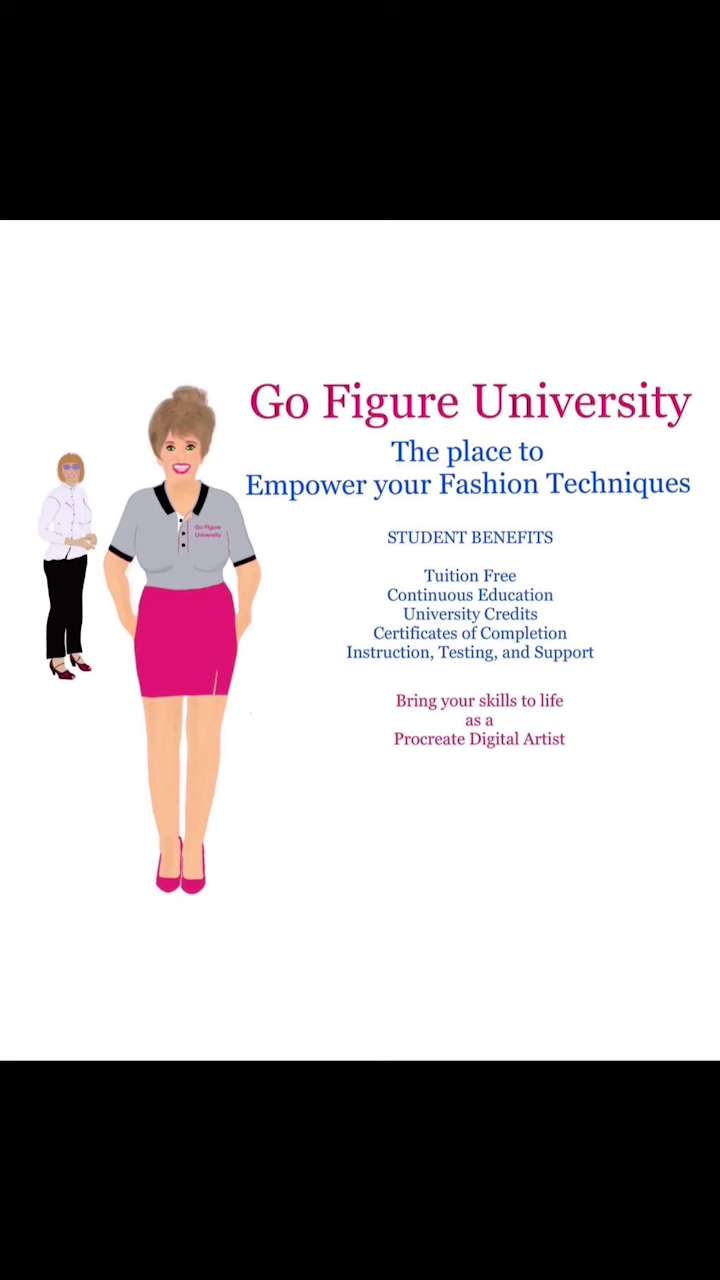 Go Figure University
The place to
Empower your Fashion Techniques
STUDENT BENEFITS
Tuition Free
Continuous Education
University Credits
Certificates of Completion
Instruction, Testing, and Support
Bring your skills to life
as a
Procreate Digital Artist
Go Figure
University